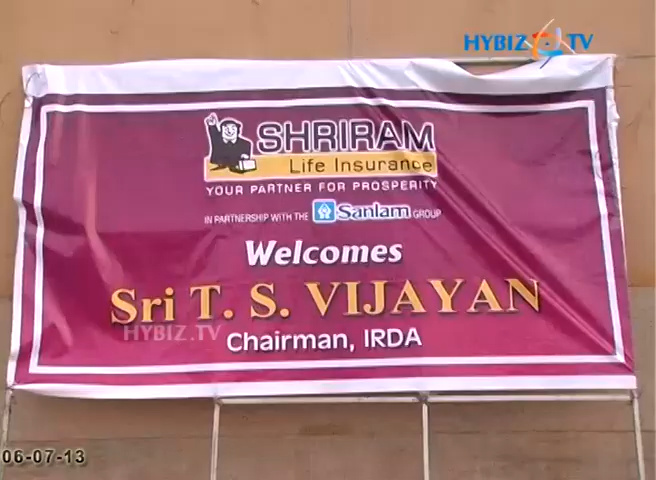 HYBIZ TV
SHRIRAM
Life Insurance
YOUR PARTNER FOR PROSPERITY
IN PARTNERSHIP WITH THE Sanlam GROUP
Welcomes
Sri T. S. VIJAYAN
HYBIZ.TV
Chairman, IRDA
06-07-13